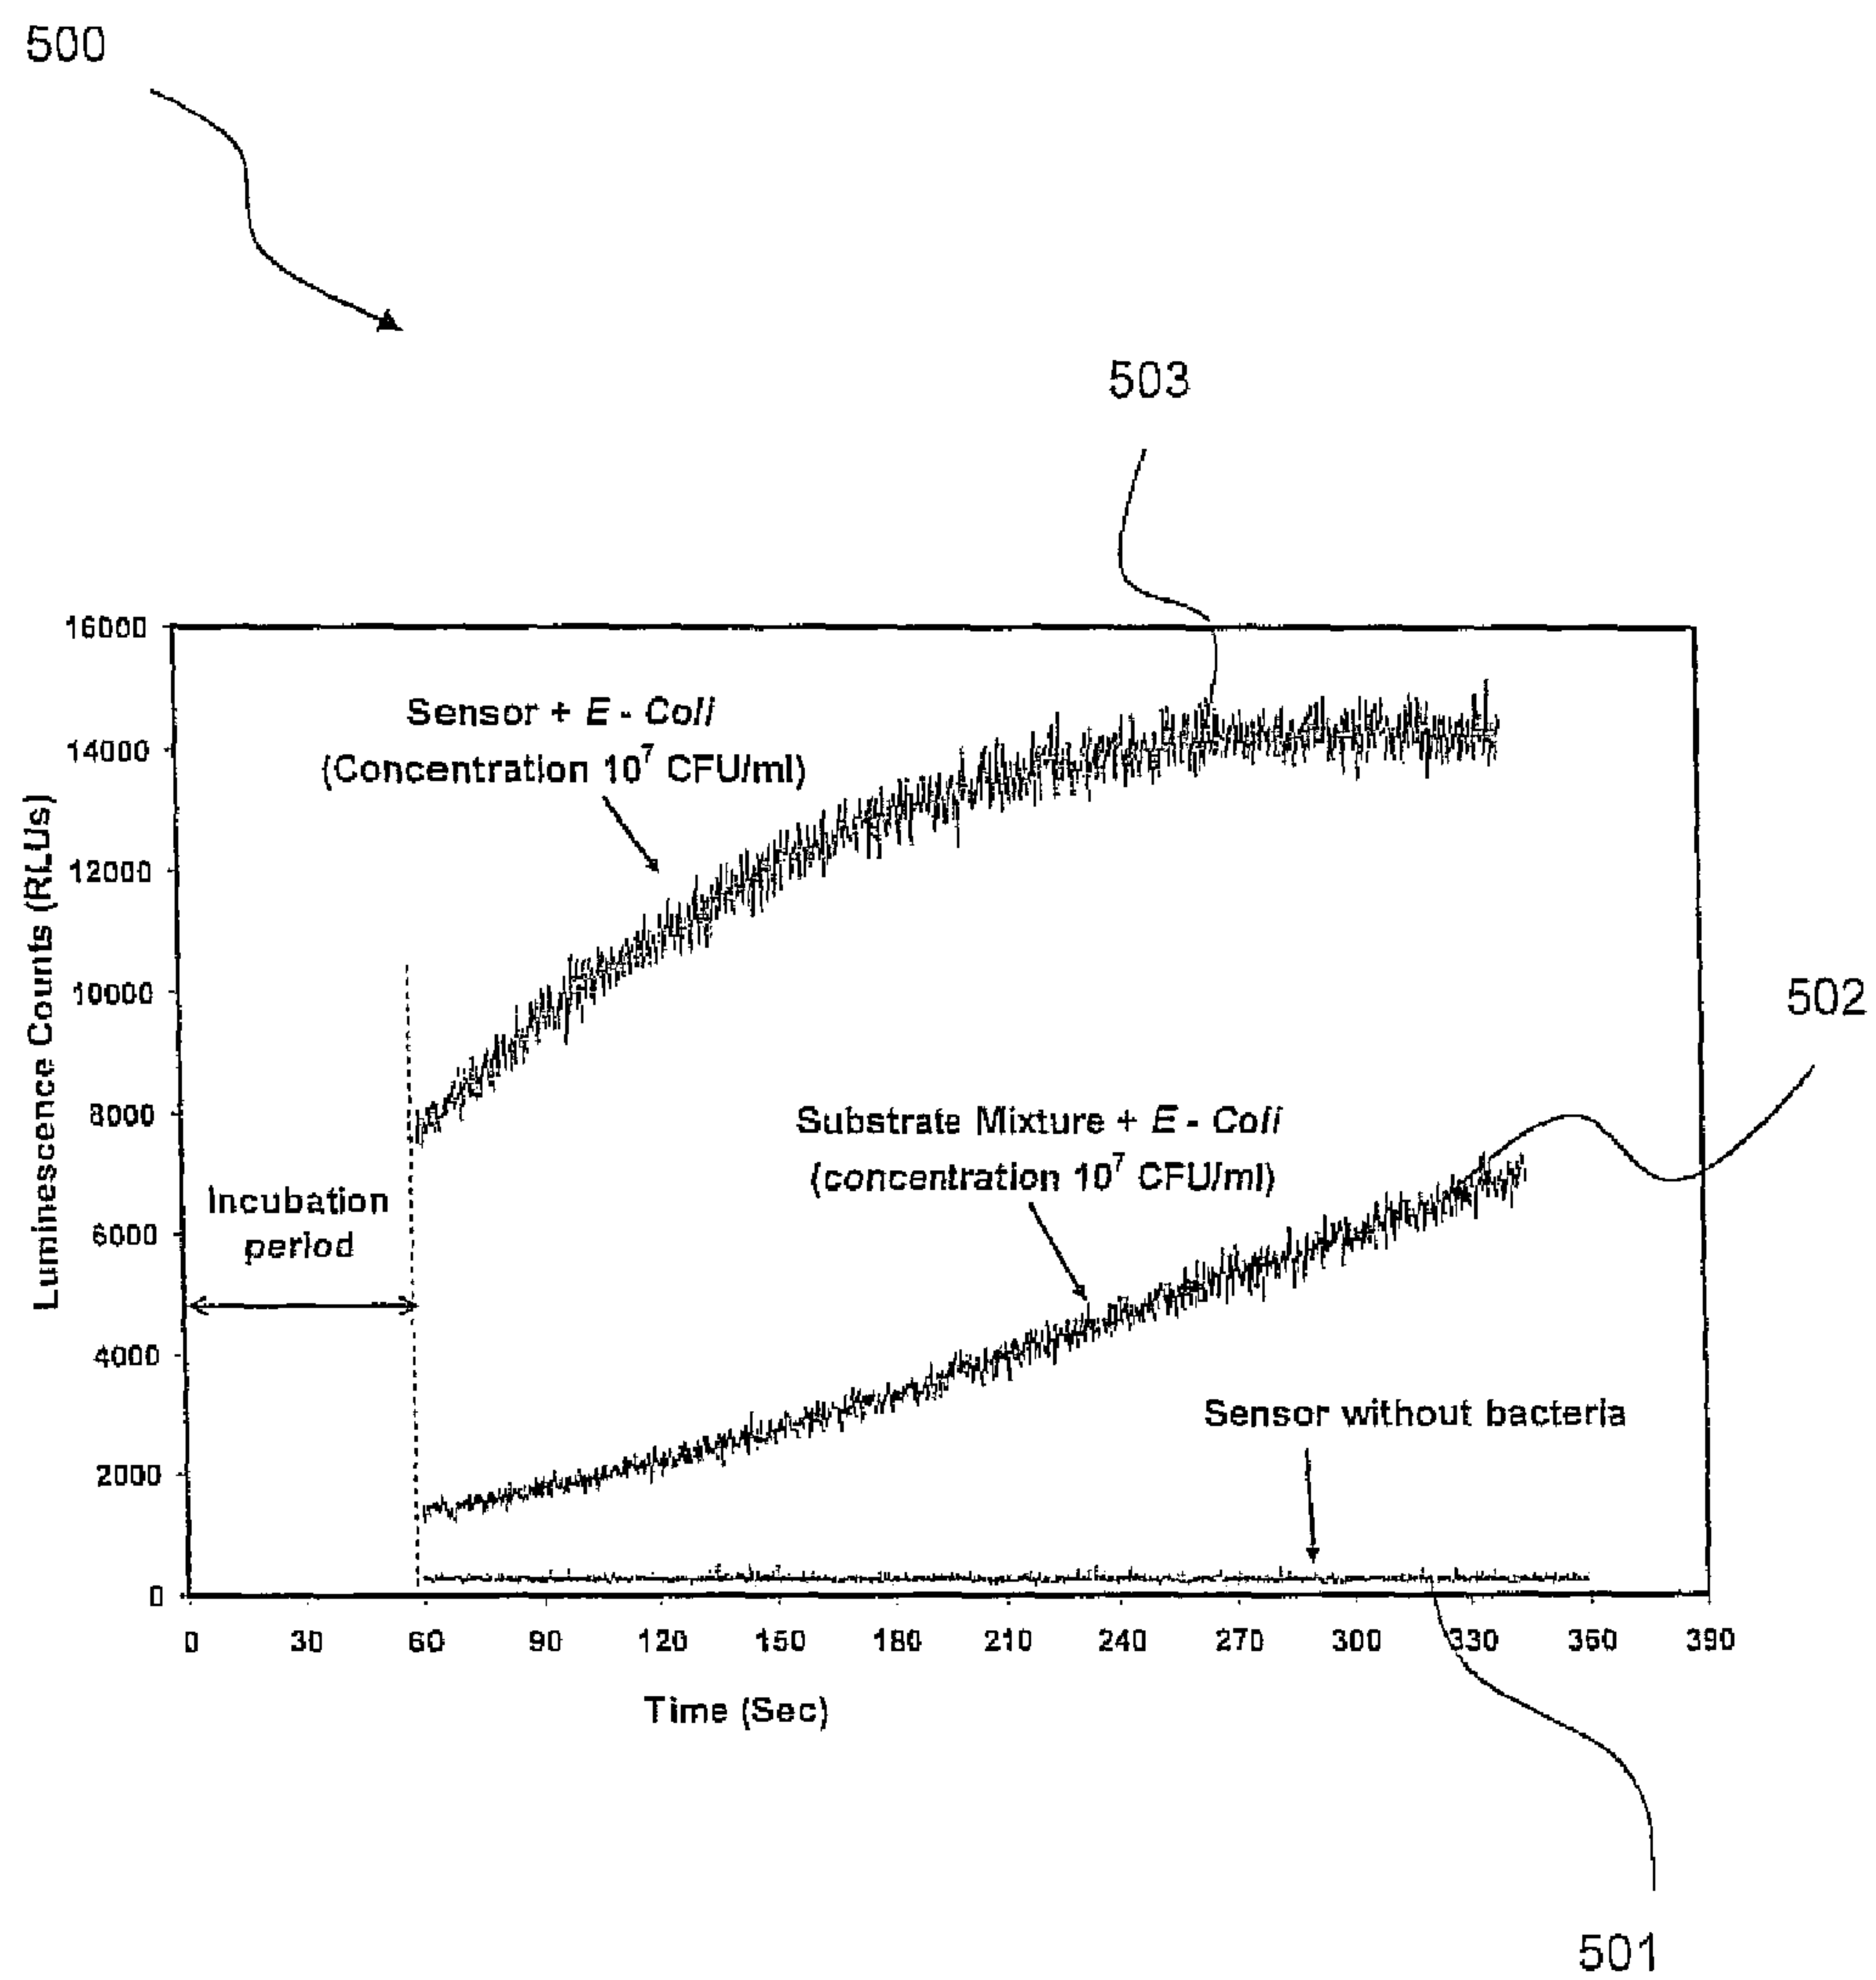 500
503
16000
Sensor + E - Coli
(Concentration 10⁷ CFU/ml)
14000
12000
10000
502
8000
Substrate Mixture + E - Coli
(concentration 10⁷ CFU/ml)
Incubation
period
6000
4000
Sensor without bacteria
2000
0
Luminescence Counts (RLUs)
0 30 60 90 120 150 180 210 240 270 300 330 360 390
Time (Sec)
501